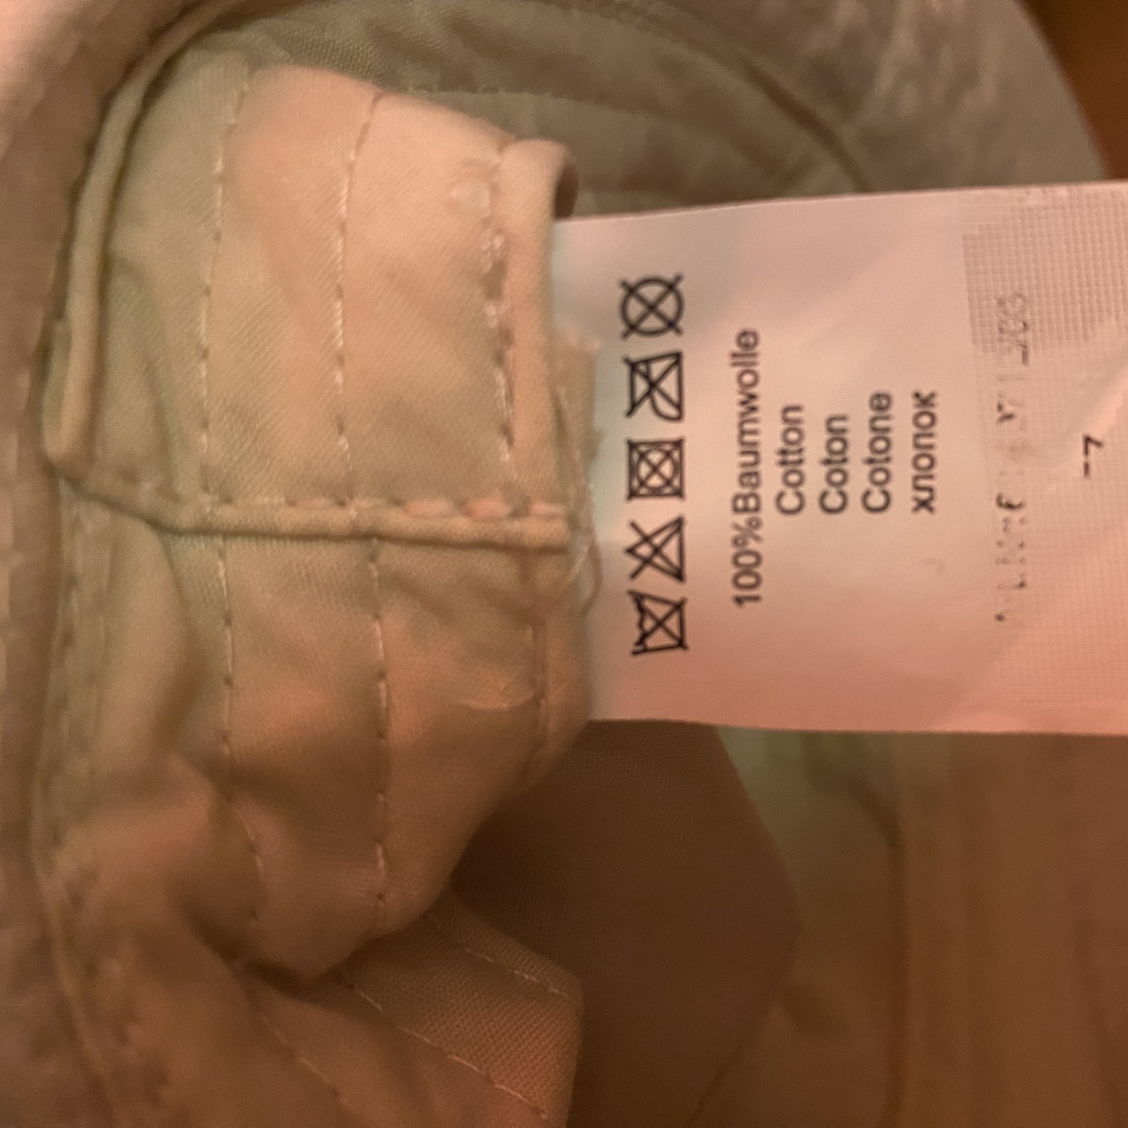 100%Baumwolle
Cotton
Coton
Cotone
хлопок